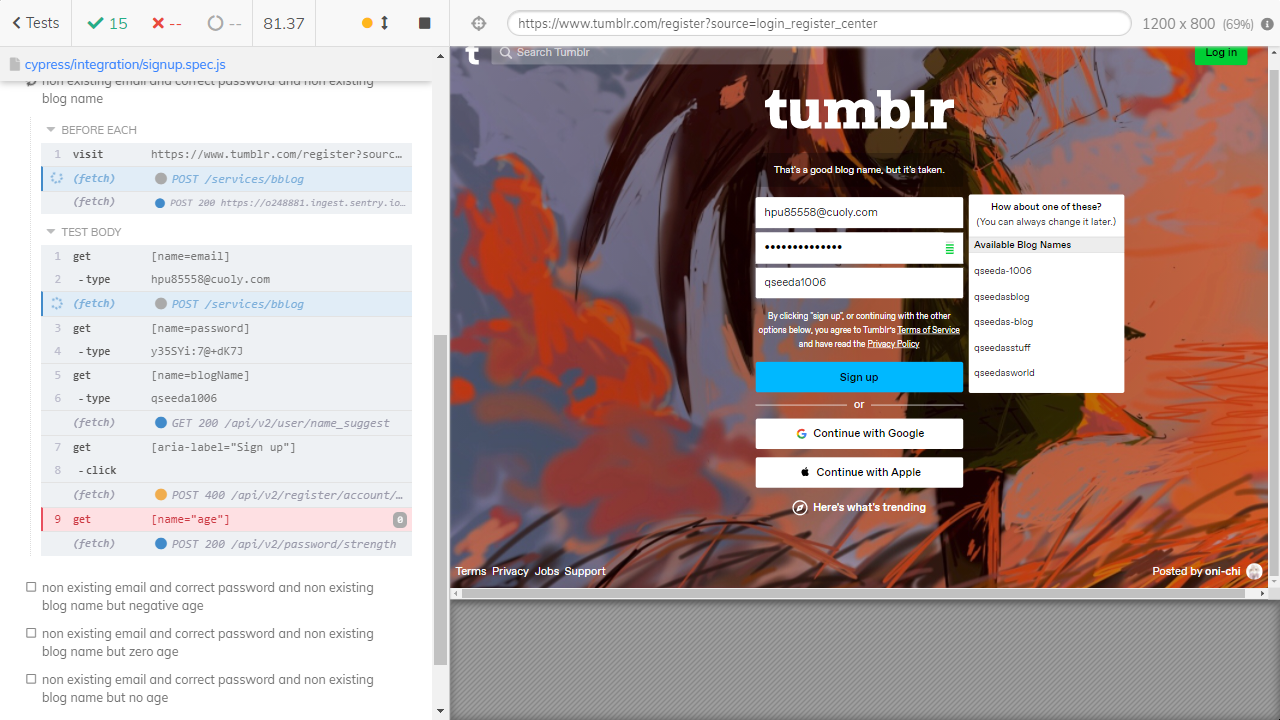 Tests
15
--
--
81.37
https://www.tumblr.com/register?source=login_register_center
1200 x 800 (69%)
cypress/integration/signup.spec.js
non existing email and correct password and non existing
blog name
BEFORE EACH
1 visit https://www.tumblr.com/register?sourc...
(fetch) POST /services/bblog
(fetch) POST 200 https://o248881.ingest.sentry.io...
TEST BODY
1 get [name=email]
2 -type hpu85558@cuoly.com
(fetch) POST /services/bblog
3 get [name=password]
4 -type y35SYi:7@+dK7J
5 get [name=blogName]
6 -type qseeda1006
(fetch) GET 200 /api/v2/user/name_suggest
7 get [aria-label="Sign up"]
8 -click
(fetch) POST 400 /api/v2/register/account/...
9 get [name="age"] 0
(fetch) POST 200 /api/v2/password/strength
non existing email and correct password and non existing
blog name but negative age
non existing email and correct password and non existing
blog name but zero age
non existing email and correct password and non existing
blog name but no age
t
Search Tumblr
Log in
tumblr
That's a good blog name, but it's taken.
hpu85558@cuoly.com
••••••••••••••
qseeda1006
How about one of these?
(You can always change it later.)
Available Blog Names
qseeda-1006
qseedasblog
qseedas-blog
qseedasstuff
qseedasworld
By clicking "sign up", or continuing with the other
options below, you agree to Tumblr's Terms of Service
and have read the Privacy Policy
Sign up
or
Continue with Google
Continue with Apple
Here's what's trending
Terms Privacy Jobs Support
Posted by oni-chi